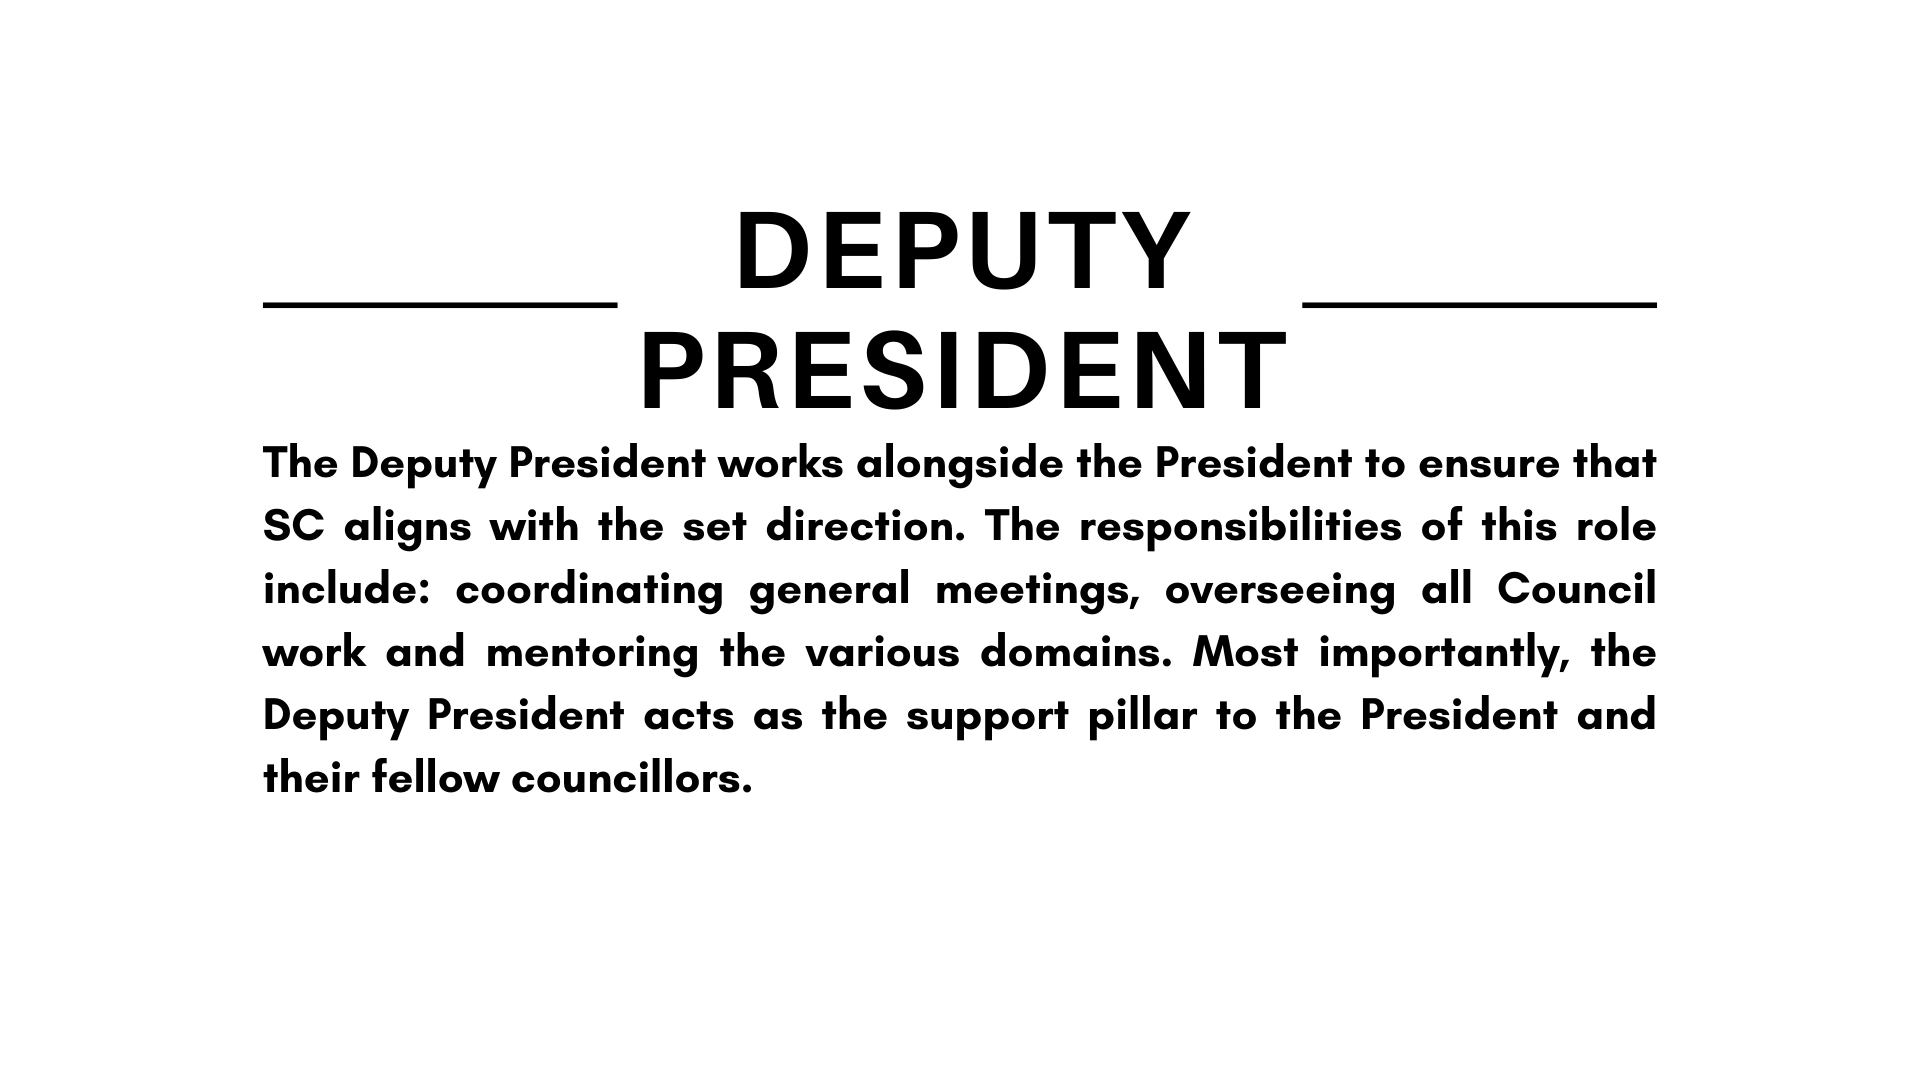 DEPUTY
PRESIDENT
The Deputy President works alongside the President to ensure that
SC aligns with the set direction. The responsibilities of this role
include: coordinating general meetings, overseeing all Council
work and mentoring the various domains. Most importantly, the
Deputy President acts as the support pillar to the President and
their fellow councillors.